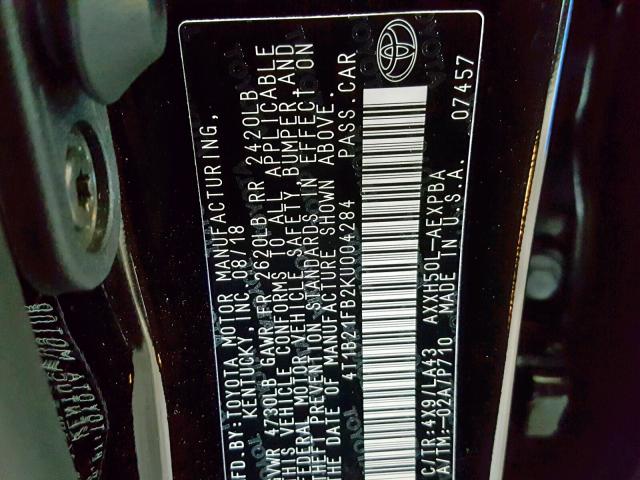 MFD.BY:TOYOTA MOTOR MANUFACTURING,
KENTUCKY, INC. 08/18
GVWR 4730LB GAWR FR 2620LB RR 2420LB
THIS VEHICLE CONFORMS TO ALL APPLICABLE
FEDERAL MOTOR VEHICLE SAFETY, BUMPER, AND
THEFT PREVENTION STANDARDS IN EFFECT ON
DATE OF MANUFACTURE SHOWN ABOVE.
4T1B21FB2KU004284 PASS. CAR
C/TR:4X9/LA43 AXXH50L-AEXPBA
A/TM:-02A/P710 MADE IN U.S.A. 07457